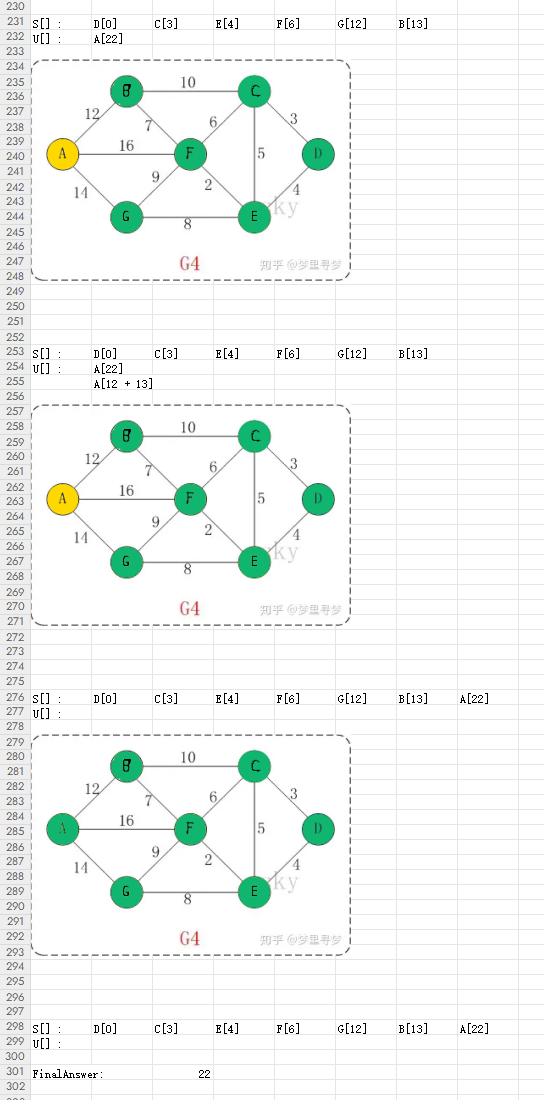 230
231 S[] : D[0] C[3] E[4] F[6] G[12] B[13]
232 U[] : A[22]
233
234
235 10
236 B C
237 12
238 7 6 3
239 16
240 A F 5 D
241 9
242 14 2 4
243 ky
244 G E
245 8
246
247 G4 知乎 @梦里寻梦
248
249
250
251
252
253 S[] : D[0] C[3] E[4] F[6] G[12] B[13]
254 U[] : A[22]
255 A[12 + 13]
256
257
258 10
259 B C
260 12
261 7 6 3
262 16
263 A F 5 D
264 9
265 14 2 4
266 ky
267 G E
268 8
269
270 G4 知乎 @梦里寻梦
271
272
273
274
275
276 S[] : D[0] C[3] E[4] F[6] G[12] B[13] A[22]
277 U[] :
278
279
280 10
281 B C
282 12
283 7 6 3
284 16
285 A F 5 D
286 9
287 14 2 4
288 ky
289 G E
290 8
291
292 G4 知乎 @梦里寻梦
293
294
295
296
297
298 S[] : D[0] C[3] E[4] F[6] G[12] B[13] A[22]
299 U[] :
300
301 FinalAnswer: 22
302